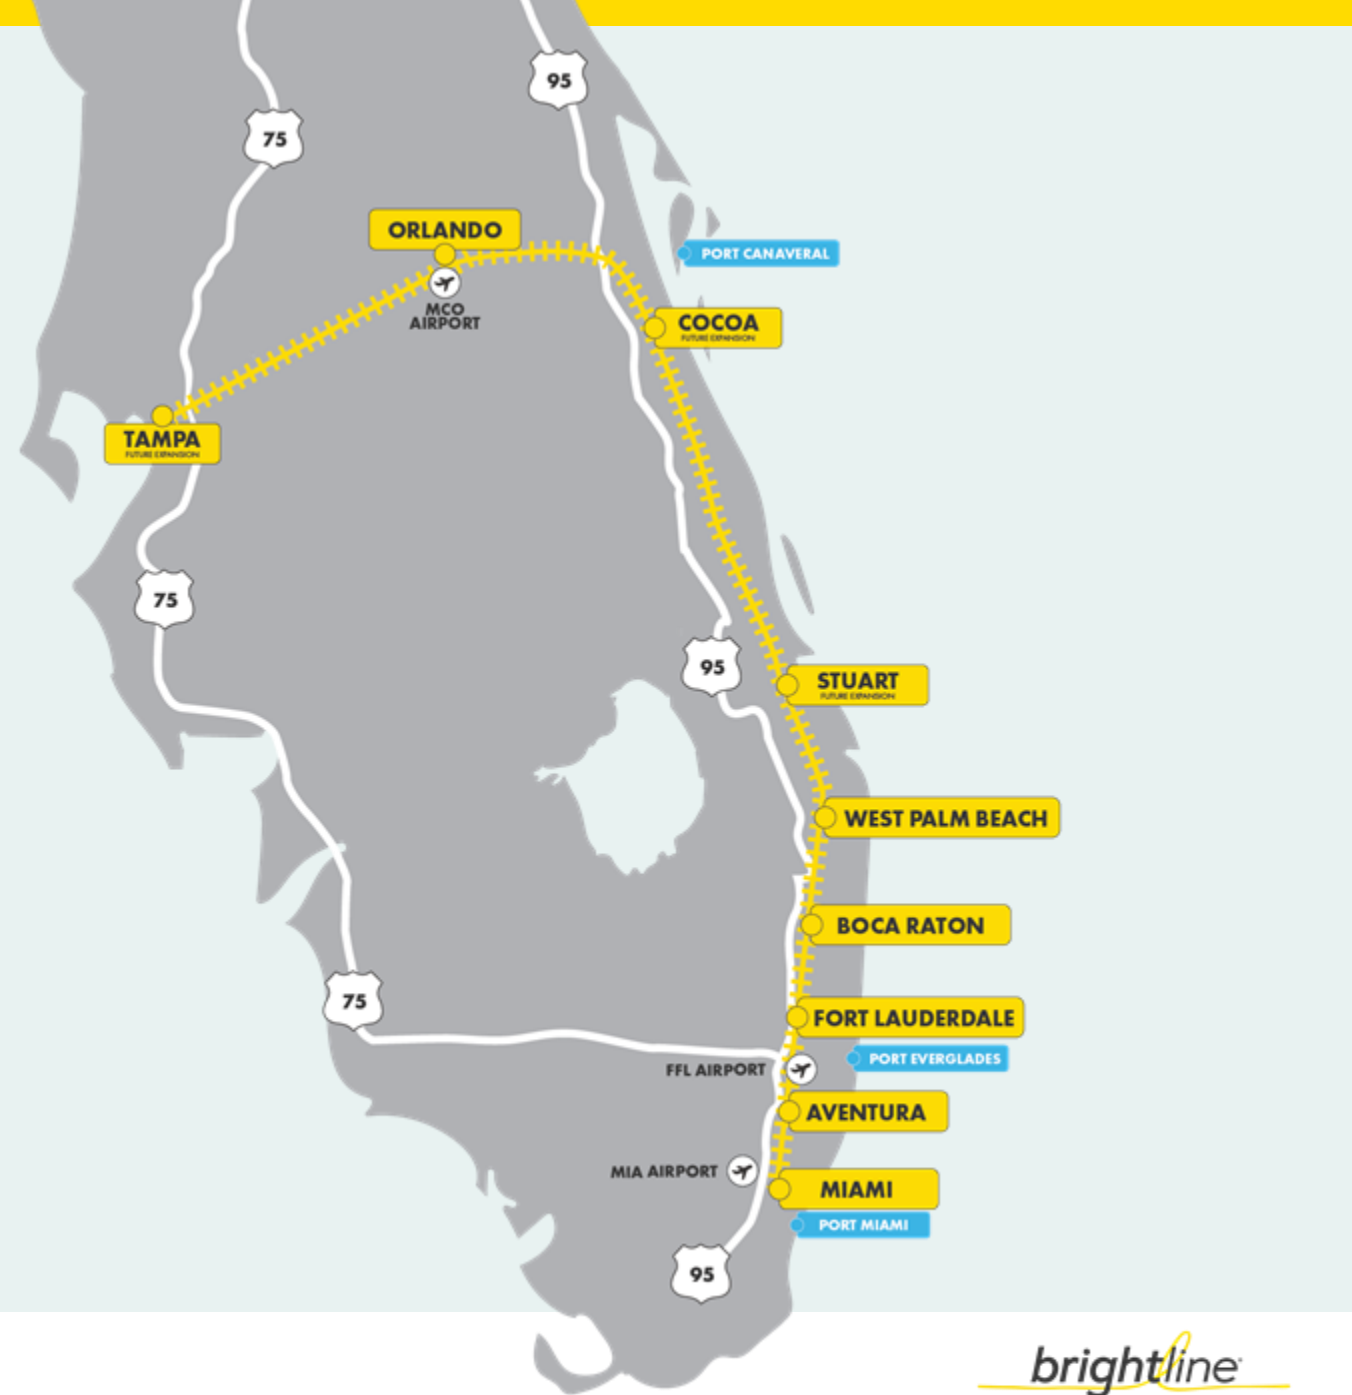 95
75
ORLANDO
PORT CANAVERAL
MCO
AIRPORT
COCOA
FUTURE EXPANSION
TAMPA
FUTURE EXPANSION
75
95
STUART
FUTURE EXPANSION
WEST PALM BEACH
BOCA RATON
75
FORT LAUDERDALE
PORT EVERGLADES
FFL AIRPORT
AVENTURA
MIA AIRPORT
MIAMI
PORT MIAMI
95
brightline